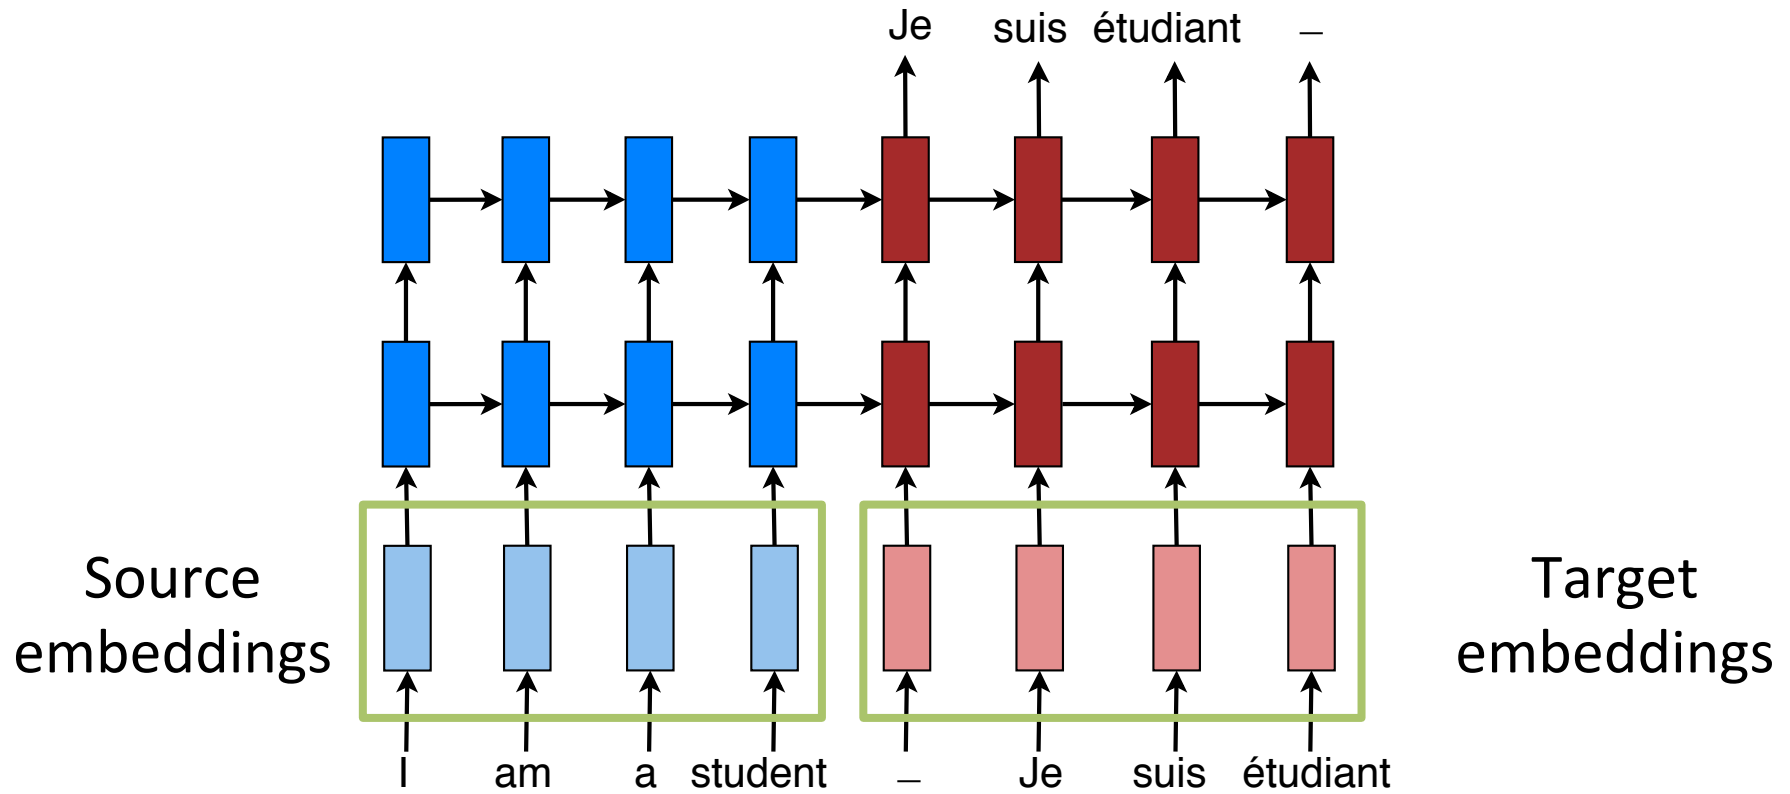 Je suis étudiant _
Source
embeddings
Target
embeddings
I am a student _ Je suis étudiant